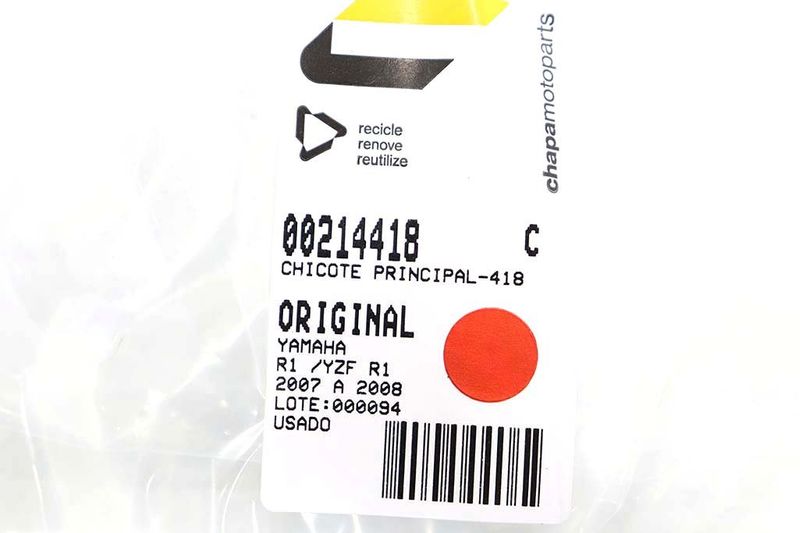 chapamotoparts
recicle
renove
reutilize
00214418 C
CHICOTE PRINCIPAL-418
ORIGINAL
YAMAHA
R1 /YZF R1
2007 A 2008
LOTE:000094
USADO